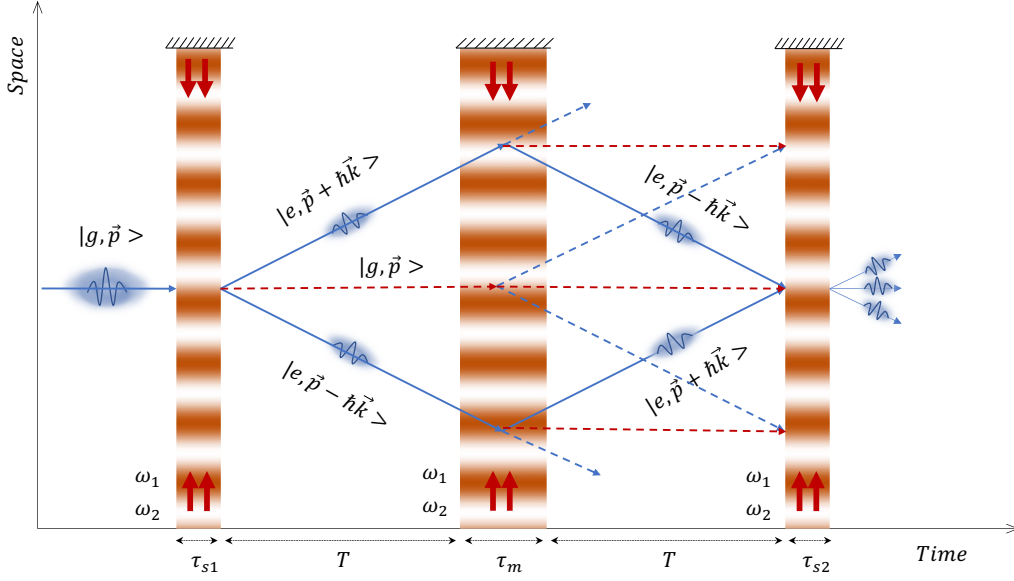 Space
|g, p⃗ >
|e, p⃗ + ℏk⃗ >
|g, p⃗ >
|e, p⃗ − ℏk⃗ >
|e, p⃗ − ℏk⃗ >
|e, p⃗ + ℏk⃗ >
ω₁
ω₂
ω₁
ω₂
ω₁
ω₂
τₛ₁
T
τₘ
T
τₛ₂
Time